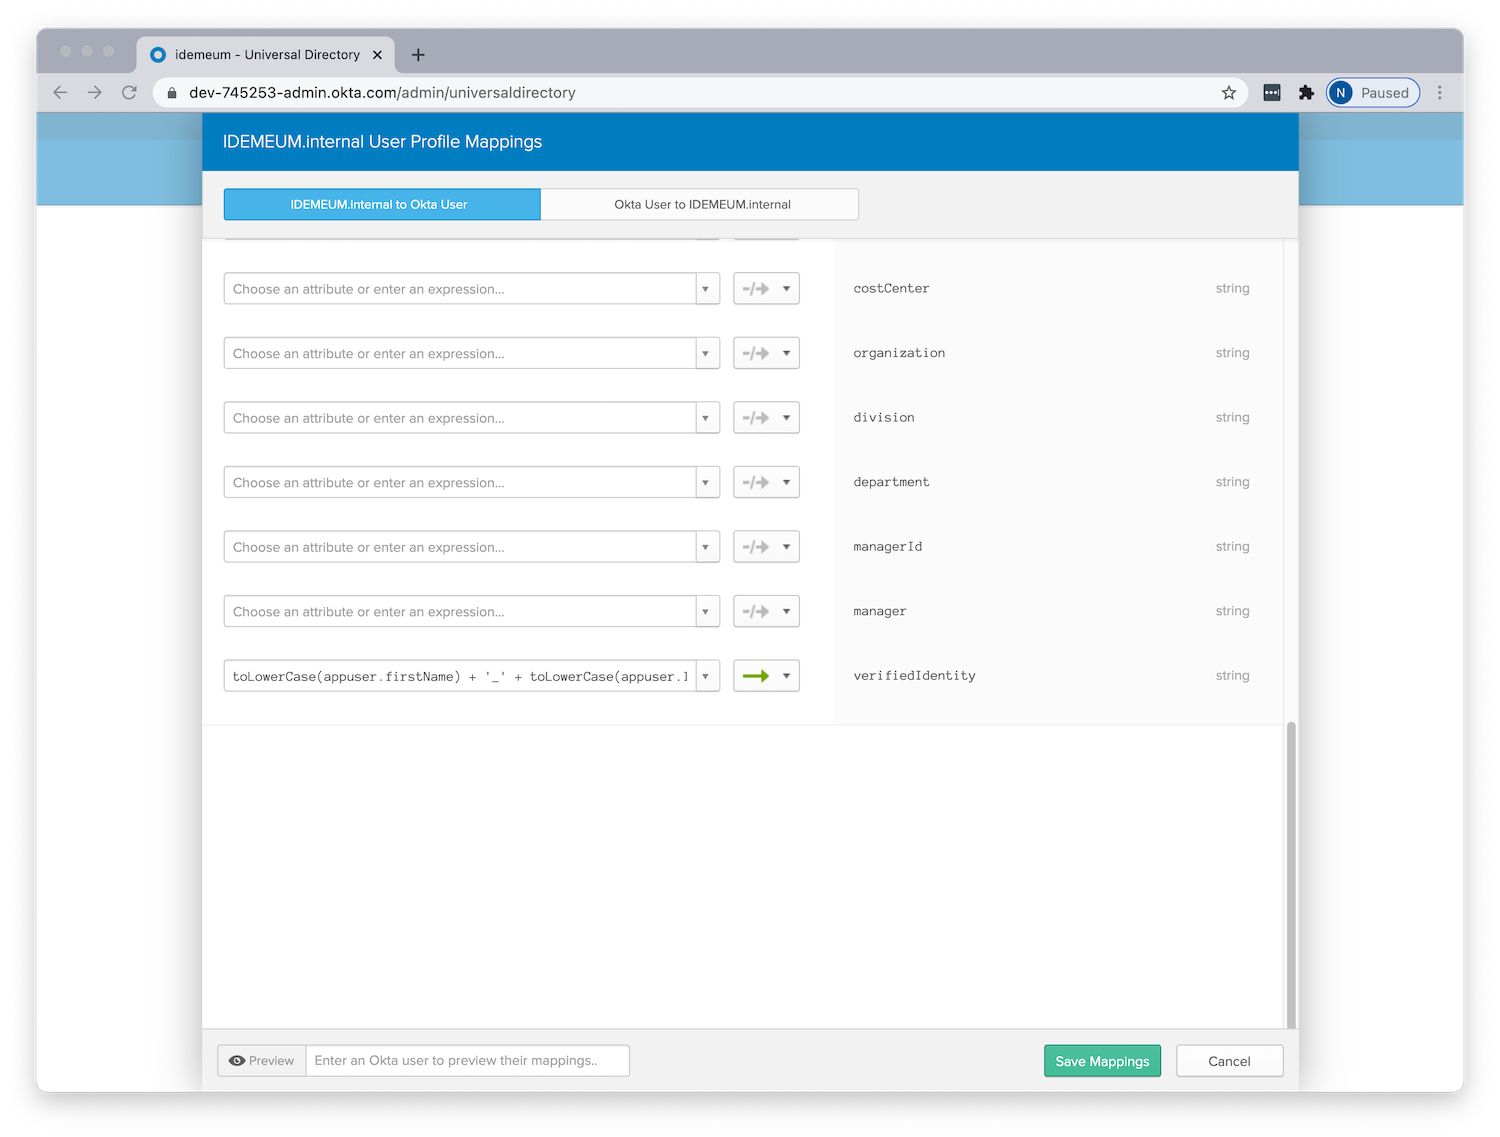 idemeum - Universal Directory
dev-745253-admin.okta.com/admin/universaldirectory
N Paused
IDEMEUM.internal User Profile Mappings
IDEMEUM.internal to Okta User
Okta User to IDEMEUM.internal
Choose an attribute or enter an expression... costCenter string
Choose an attribute or enter an expression... organization string
Choose an attribute or enter an expression... division string
Choose an attribute or enter an expression... department string
Choose an attribute or enter an expression... managerId string
Choose an attribute or enter an expression... manager string
toLowerCase(appuser.firstName) + '_' + toLowerCase(appuser. verifiedIdentity string
Preview Enter an Okta user to preview their mappings..
Save Mappings
Cancel